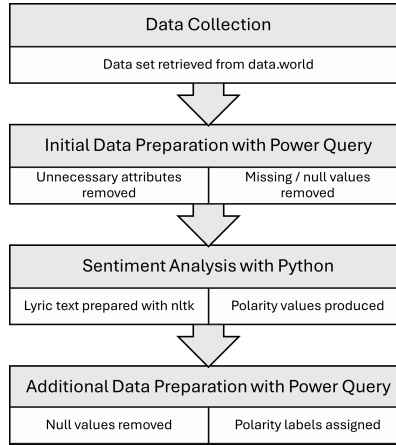 Data Collection
Data set retrieved from data.world
Initial Data Preparation with Power Query
Unnecessary attributes
removed
Missing / null values
removed
Sentiment Analysis with Python
Lyric text prepared with nltk
Polarity values produced
Additional Data Preparation with Power Query
Null values removed
Polarity labels assigned